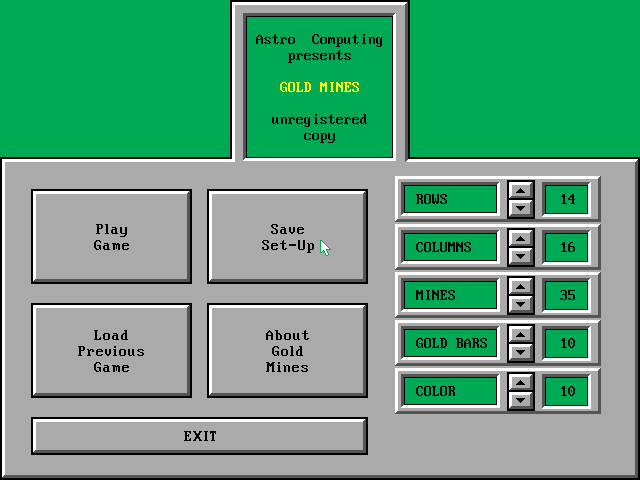 Astro  Computing
presents
GOLD MINES
unregistered
copy
Play
Game
Save
Set-Up
Load
Previous
Game
About
Gold
Mines
EXIT
ROWS 14
COLUMNS 16
MINES 35
GOLD BARS 10
COLOR 10